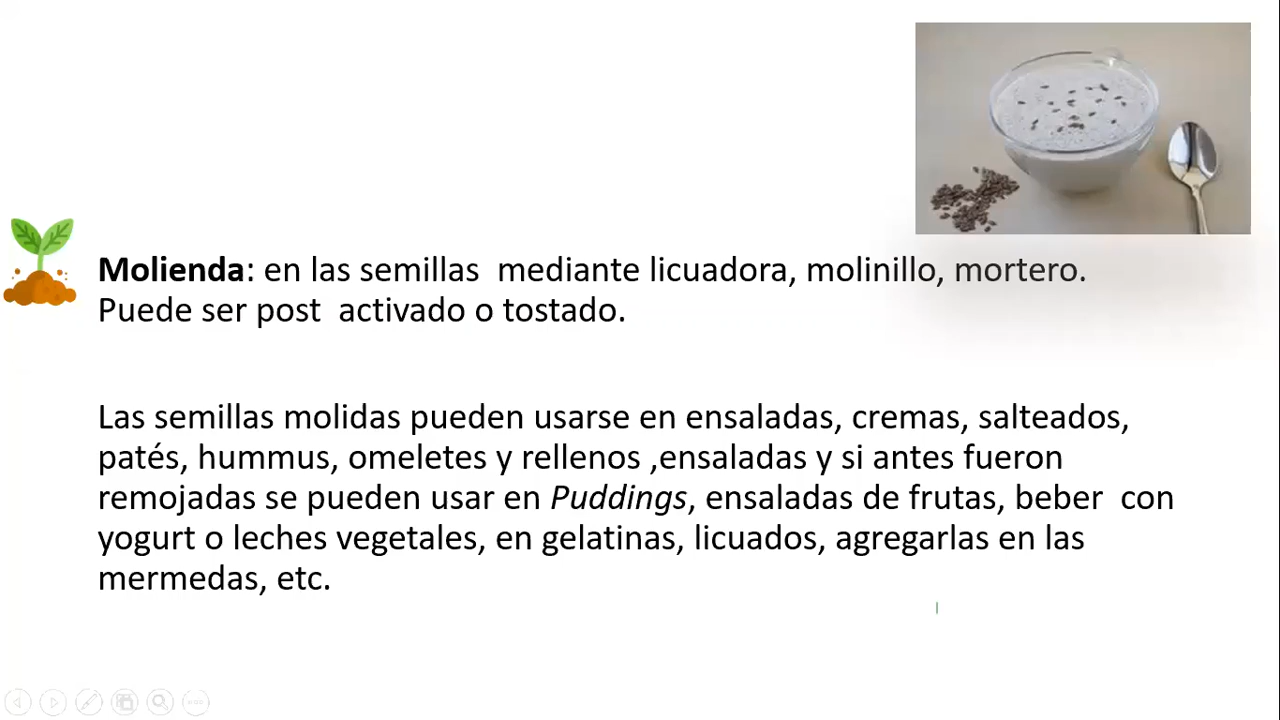 Molienda: en las semillas  mediante licuadora, molinillo, mortero.
Puede ser post  activado o tostado.
Las semillas molidas pueden usarse en ensaladas, cremas, salteados,
patés, hummus, omeletes y rellenos ,ensaladas y si antes fueron
remojadas se pueden usar en Puddings, ensaladas de frutas, beber  con
yogurt o leches vegetales, en gelatinas, licuados, agregarlas en las
mermedas, etc.